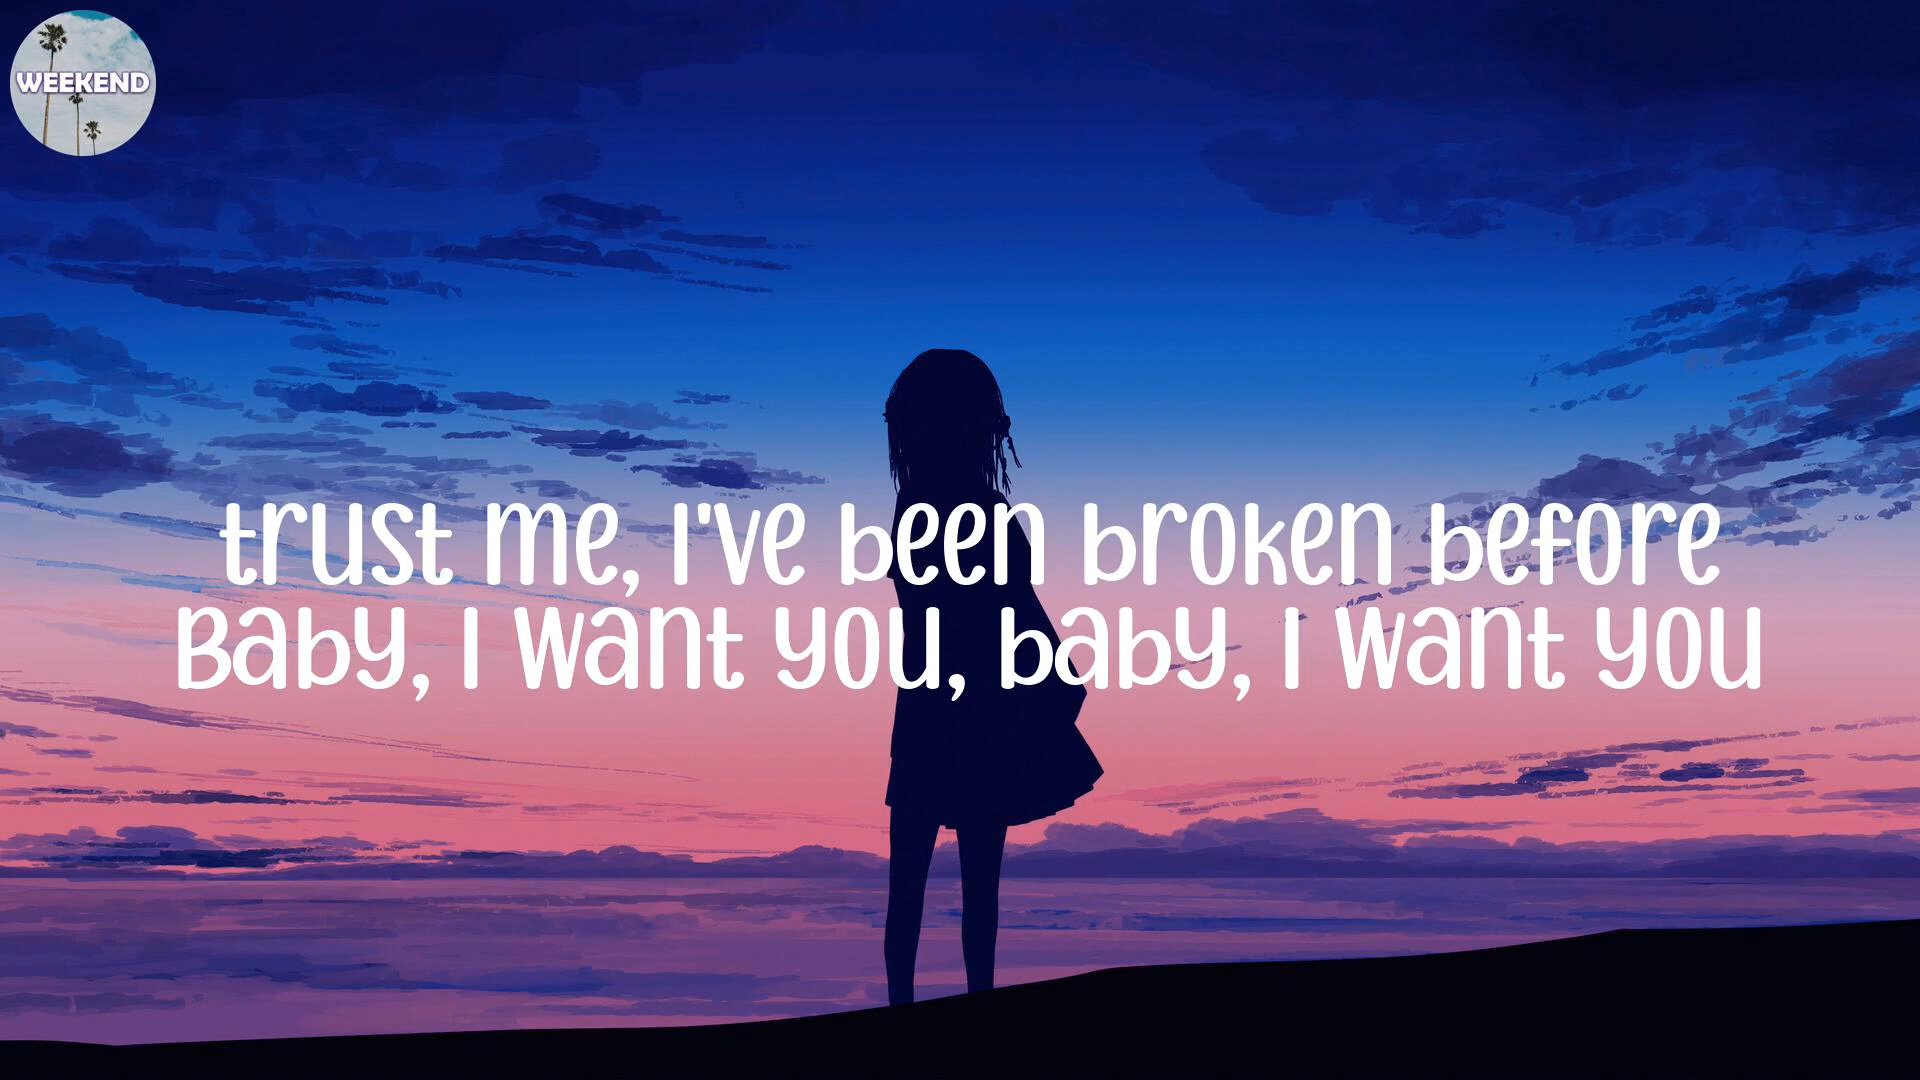 WEEKEND
trust me, I've been broken before
Baby, I want you, baby, I want you